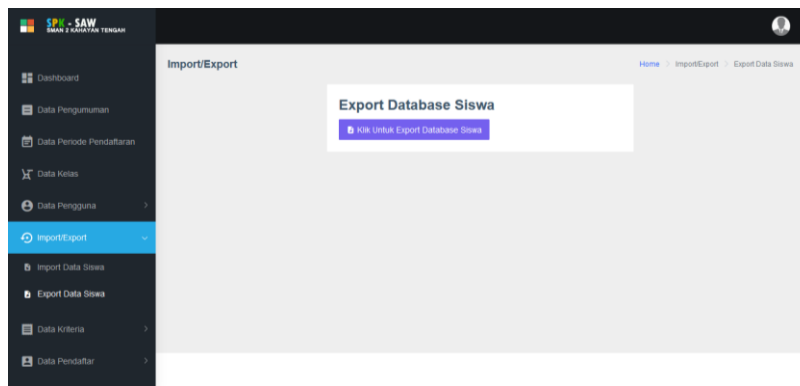 SPK - SAW
SMAN 2 KAHAYAN TENGAH
Import/Export
Home > Import/Export > Export Data Siswa
Dashboard
Data Pengumuman
Data Periode Pendaftaran
Data Kelas
Data Pengguna
Import/Export
Import Data Siswa
Export Data Siswa
Data Kriteria
Data Pendaftar
Export Database Siswa
Klik Untuk Export Database Siswa